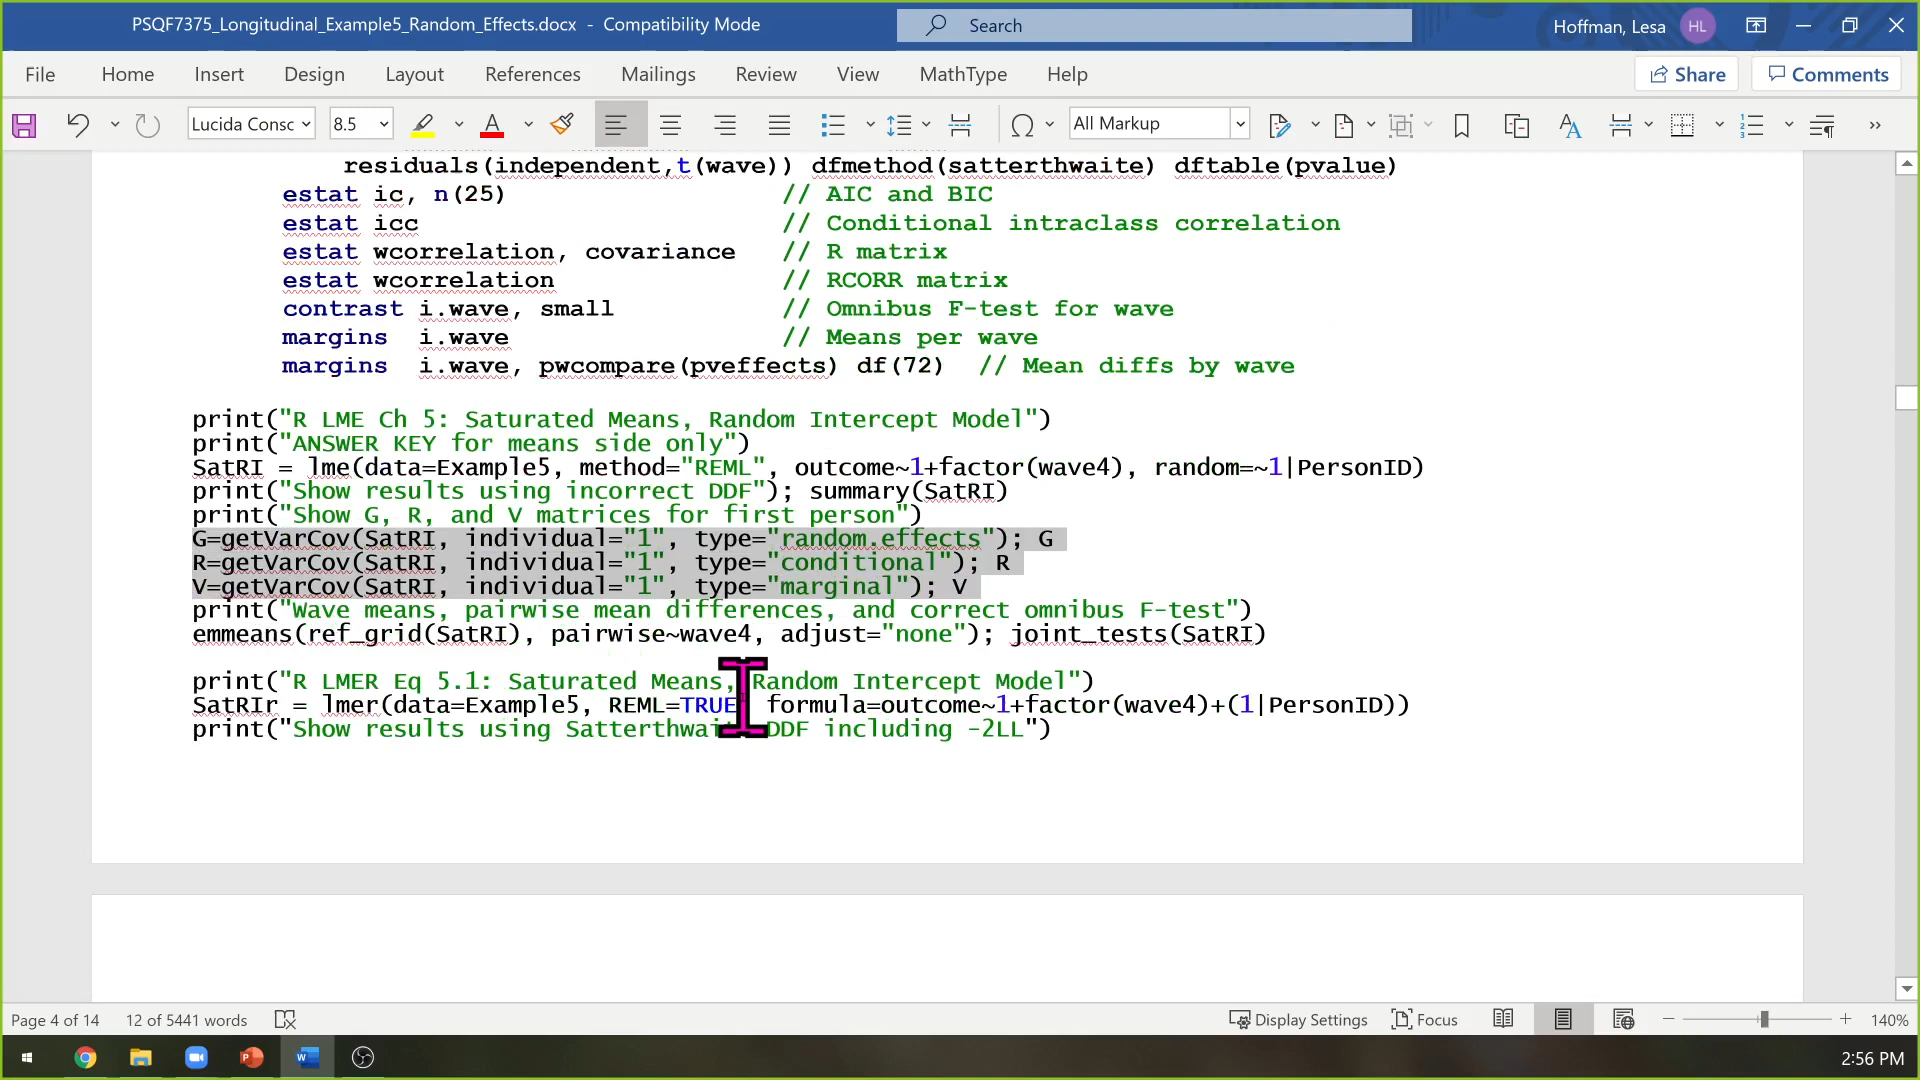 PSQF7375_Longitudinal_Example5_Random_Effects.docx - Compatibility Mode
Search
Hoffman, Lesa HL
File Home Insert Design Layout References Mailings Review View MathType Help Share Comments
Lucida Consc 8.5 All Markup
residuals(independent,t(wave)) dfmethod(satterthwaite) dftable(pvalue)
estat ic, n(25) // AIC and BIC
estat icc // Conditional intraclass correlation
estat wcorrelation, covariance // R matrix
estat wcorrelation // RCORR matrix
contrast i.wave, small // Omnibus F-test for wave
margins i.wave // Means per wave
margins i.wave, pwcompare(pveffects) df(72) // Mean diffs by wave
print("R LME Ch 5: Saturated Means, Random Intercept Model")
print("ANSWER KEY for means side only")
SatRI = lme(data=Example5, method="REML", outcome~1+factor(wave4), random=~1|PersonID)
print("Show results using incorrect DDF"); summary(SatRI)
print("Show G, R, and V matrices for first person")
G=getVarCov(SatRI, individual="1", type="random.effects"); G
R=getVarCov(SatRI, individual="1", type="conditional"); R
V=getVarCov(SatRI, individual="1", type="marginal"); V
print("Wave means, pairwise mean differences, and correct omnibus F-test")
emmeans(ref_grid(SatRI), pairwise~wave4, adjust="none"); joint_tests(SatRI)
print("R LMER Eq 5.1: Saturated Means, Random Intercept Model")
SatRIr = lmer(data=Example5, REML=TRUE formula=outcome~1+factor(wave4)+(1|PersonID))
print("Show results using Satterthwaite DDF including -2LL")
Page 4 of 14 12 of 5441 words Display Settings Focus 140%
2:56 PM